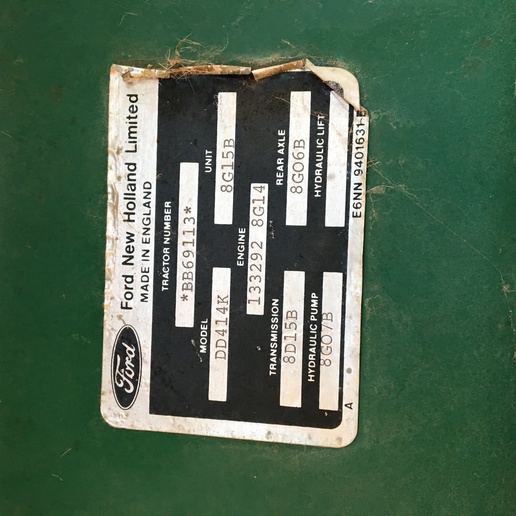 Ford
Ford New Holland Limited
MADE IN ENGLAND
TRACTOR NUMBER
*BB69113*
MODEL
UNIT
DD414K
8G15B
ENGINE
133292 8G14
TRANSMISSION
REAR AXLE
8D15B
8G06B
HYDRAULIC PUMP
HYDRAULIC LIFT
8G07B
A
E6NN 9401631